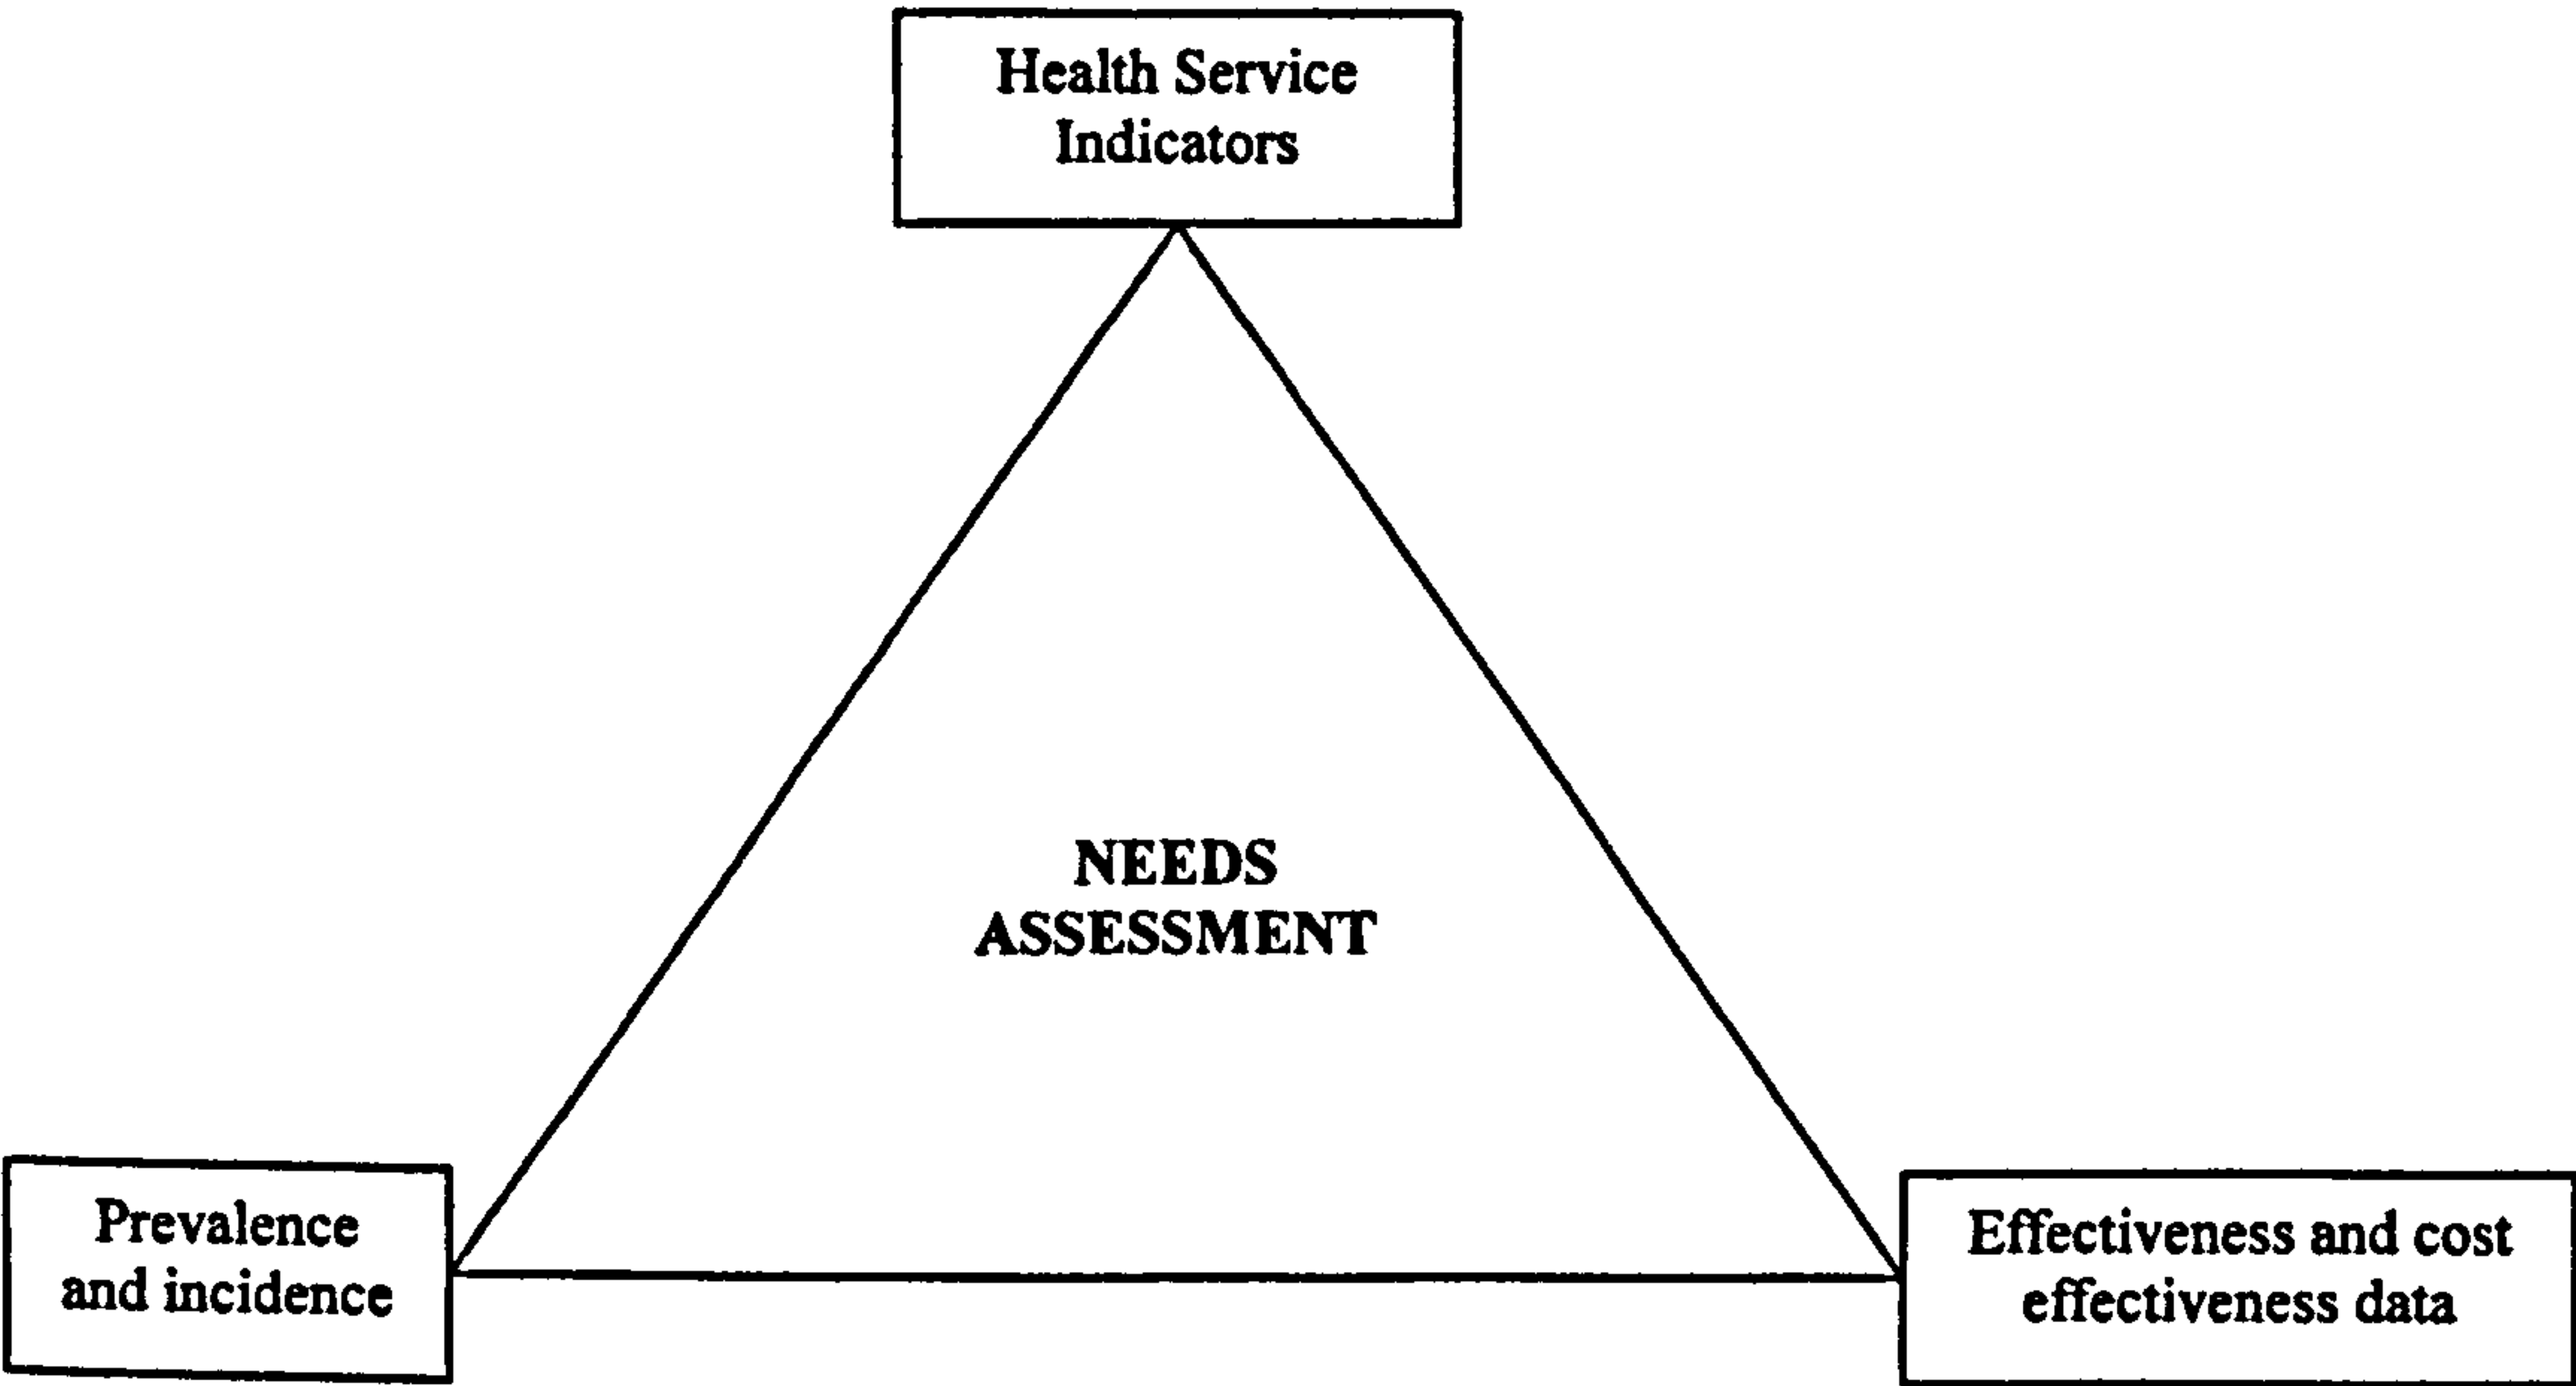 Health Service
Indicators
NEEDS
ASSESSMENT
Prevalence
and incidence
Effectiveness and cost
effectiveness data